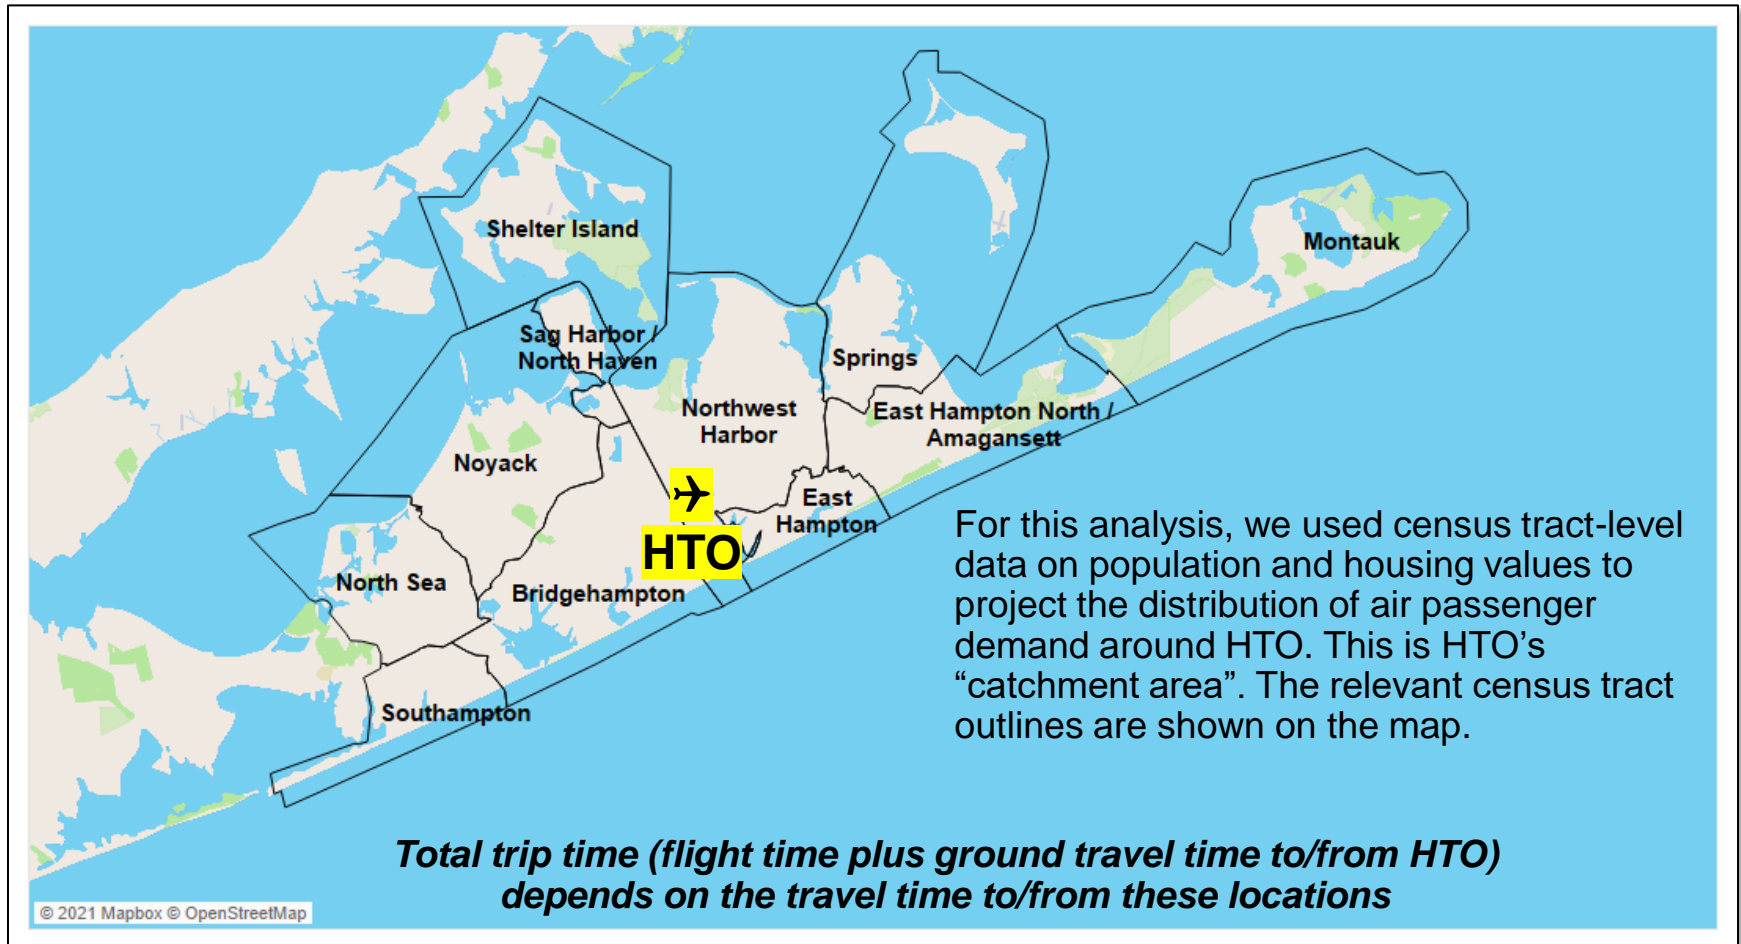 Shelter Island
Montauk
Sag Harbor /
North Haven
Springs
Northwest
Harbor
East Hampton North /
Amagansett
Noyack
East
Hampton
HTO
North Sea
Bridgehampton
Southampton
For this analysis, we used census tract-level
data on population and housing values to
project the distribution of air passenger
demand around HTO. This is HTO’s
“catchment area”. The relevant census tract
outlines are shown on the map.
Total trip time (flight time plus ground travel time to/from HTO)
depends on the travel time to/from these locations
© 2021 Mapbox © OpenStreetMap